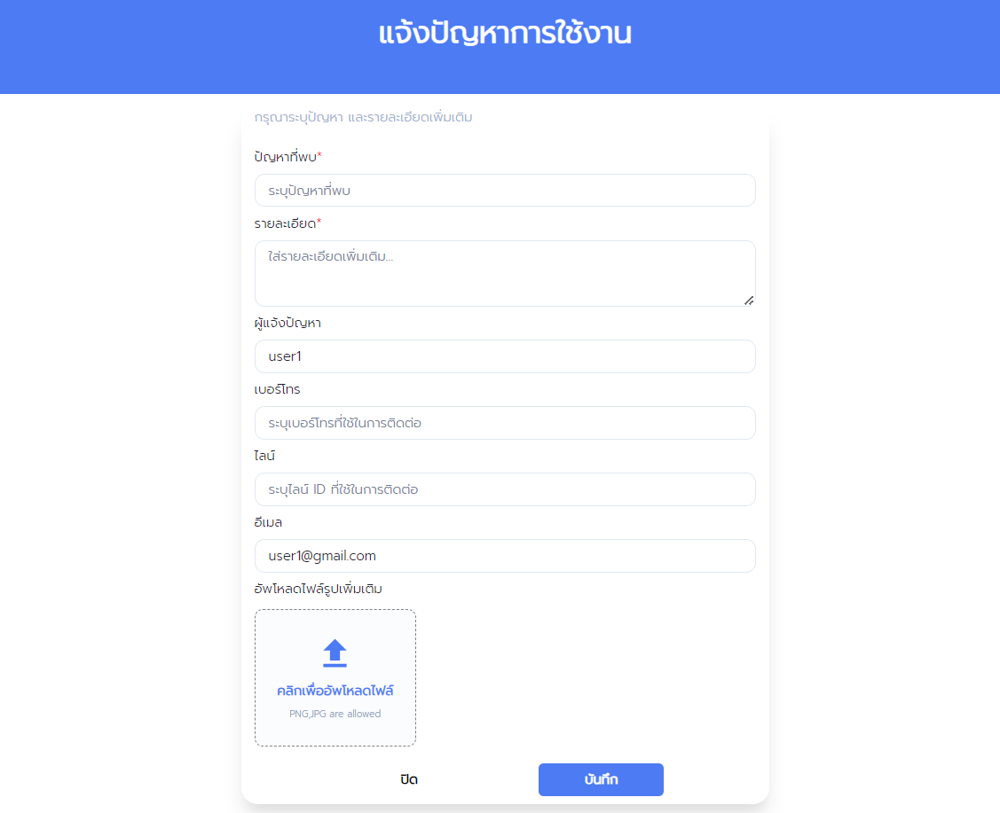 แจ้งปัญหาการใช้งาน
กรุณาระบุปัญหา และรายละเอียดเพิ่มเติม
ปัญหาที่พบ*
ระบุปัญหาที่พบ
รายละเอียด*
ใส่รายละเอียดเพิ่มเติม...
ผู้แจ้งปัญหา
user1
เบอร์โทร
ระบุเบอร์โทรที่ใช้ในการติดต่อ
ไลน์
ระบุไลน์ ID ที่ใช้ในการติดต่อ
อีเมล
user1@gmail.com
อัพโหลดไฟล์รูปเพิ่มเติม
คลิกเพื่ออัพโหลดไฟล์
PNG,JPG are allowed
ปิด บันทึก